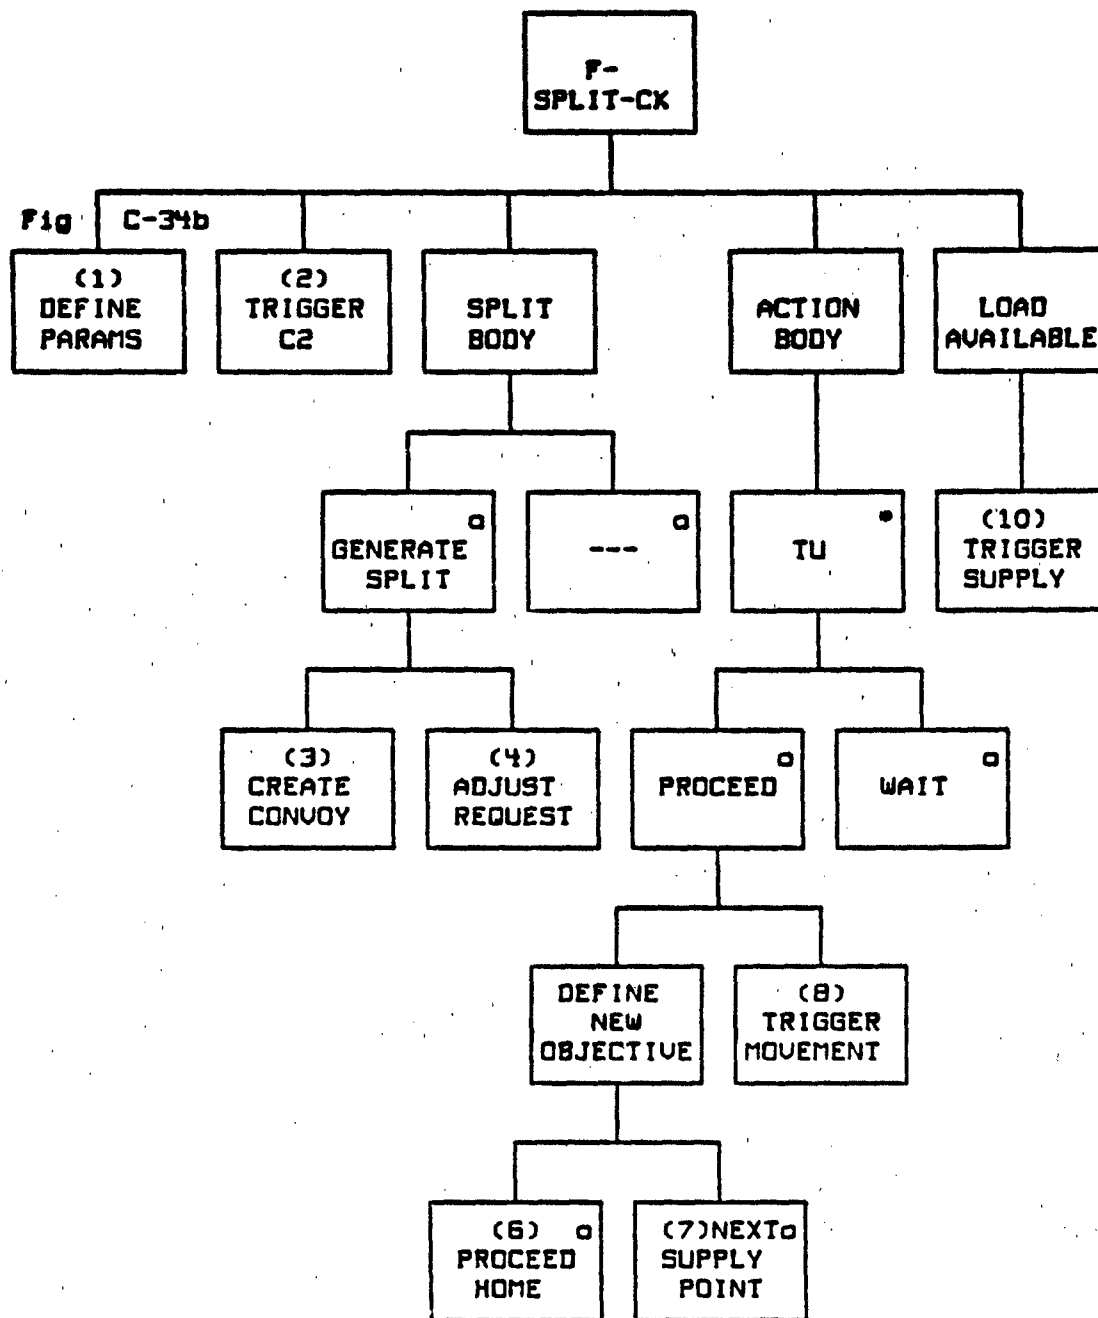 F-
SPLIT-CX
Fig C-34b
(1)
DEFINE
PARAMS
(2)
TRIGGER
C2
SPLIT
BODY
ACTION
BODY
LOAD
AVAILABLE
o
GENERATE
SPLIT
o
---
*
TU
(10)
TRIGGER
SUPPLY
(3)
CREATE
CONVOY
(4)
ADJUST
REQUEST
o
PROCEED
o
WAIT
DEFINE
NEW
OBJECTIVE
(8)
TRIGGER
MOVEMENT
(6) o
PROCEED
HOME
(7)NEXTo
SUPPLY
POINT